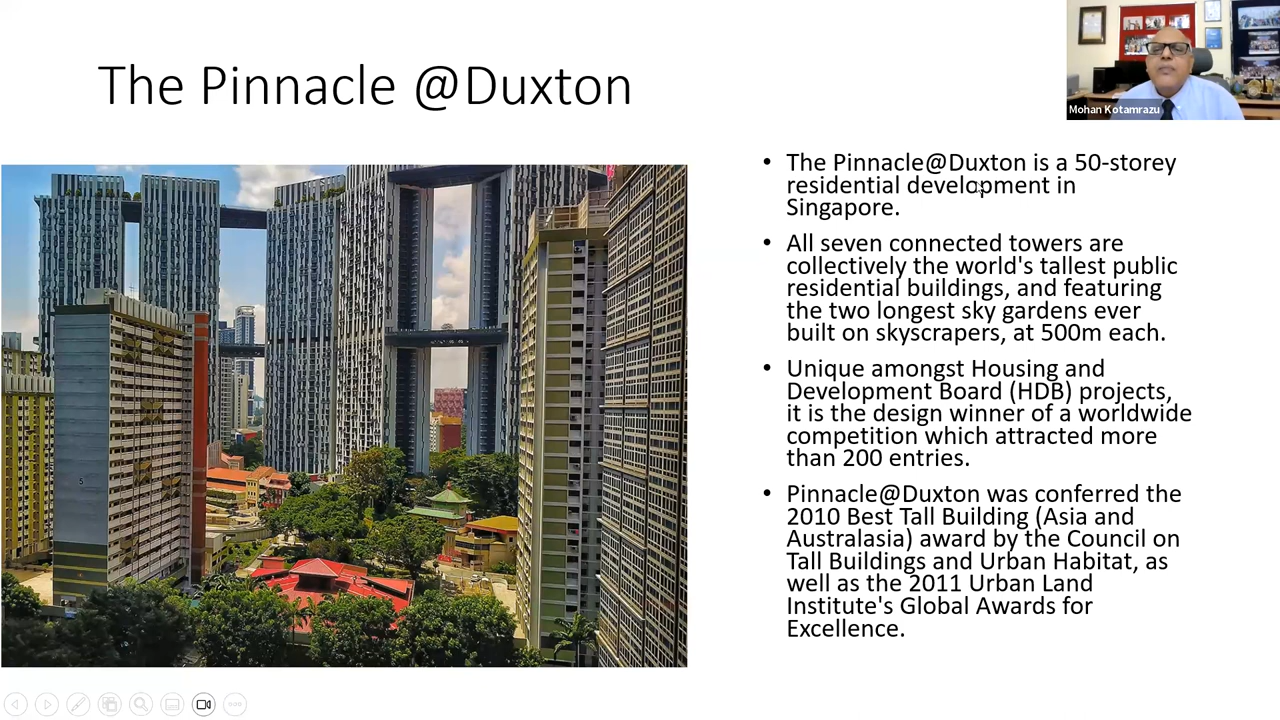 The Pinnacle @Duxton
Mohan Kotamrazu
• The Pinnacle@Duxton is a 50-storey
residential development in
Singapore.
• All seven connected towers are
collectively the world's tallest public
residential buildings, and featuring
the two longest sky gardens ever
built on skyscrapers, at 500m each.
• Unique amongst Housing and
Development Board (HDB) projects,
it is the design winner of a worldwide
competition which attracted more
than 200 entries.
• Pinnacle@Duxton was conferred the
2010 Best Tall Building (Asia and
Australasia) award by the Council on
Tall Buildings and Urban Habitat, as
well as the 2011 Urban Land
Institute's Global Awards for
Excellence.
5